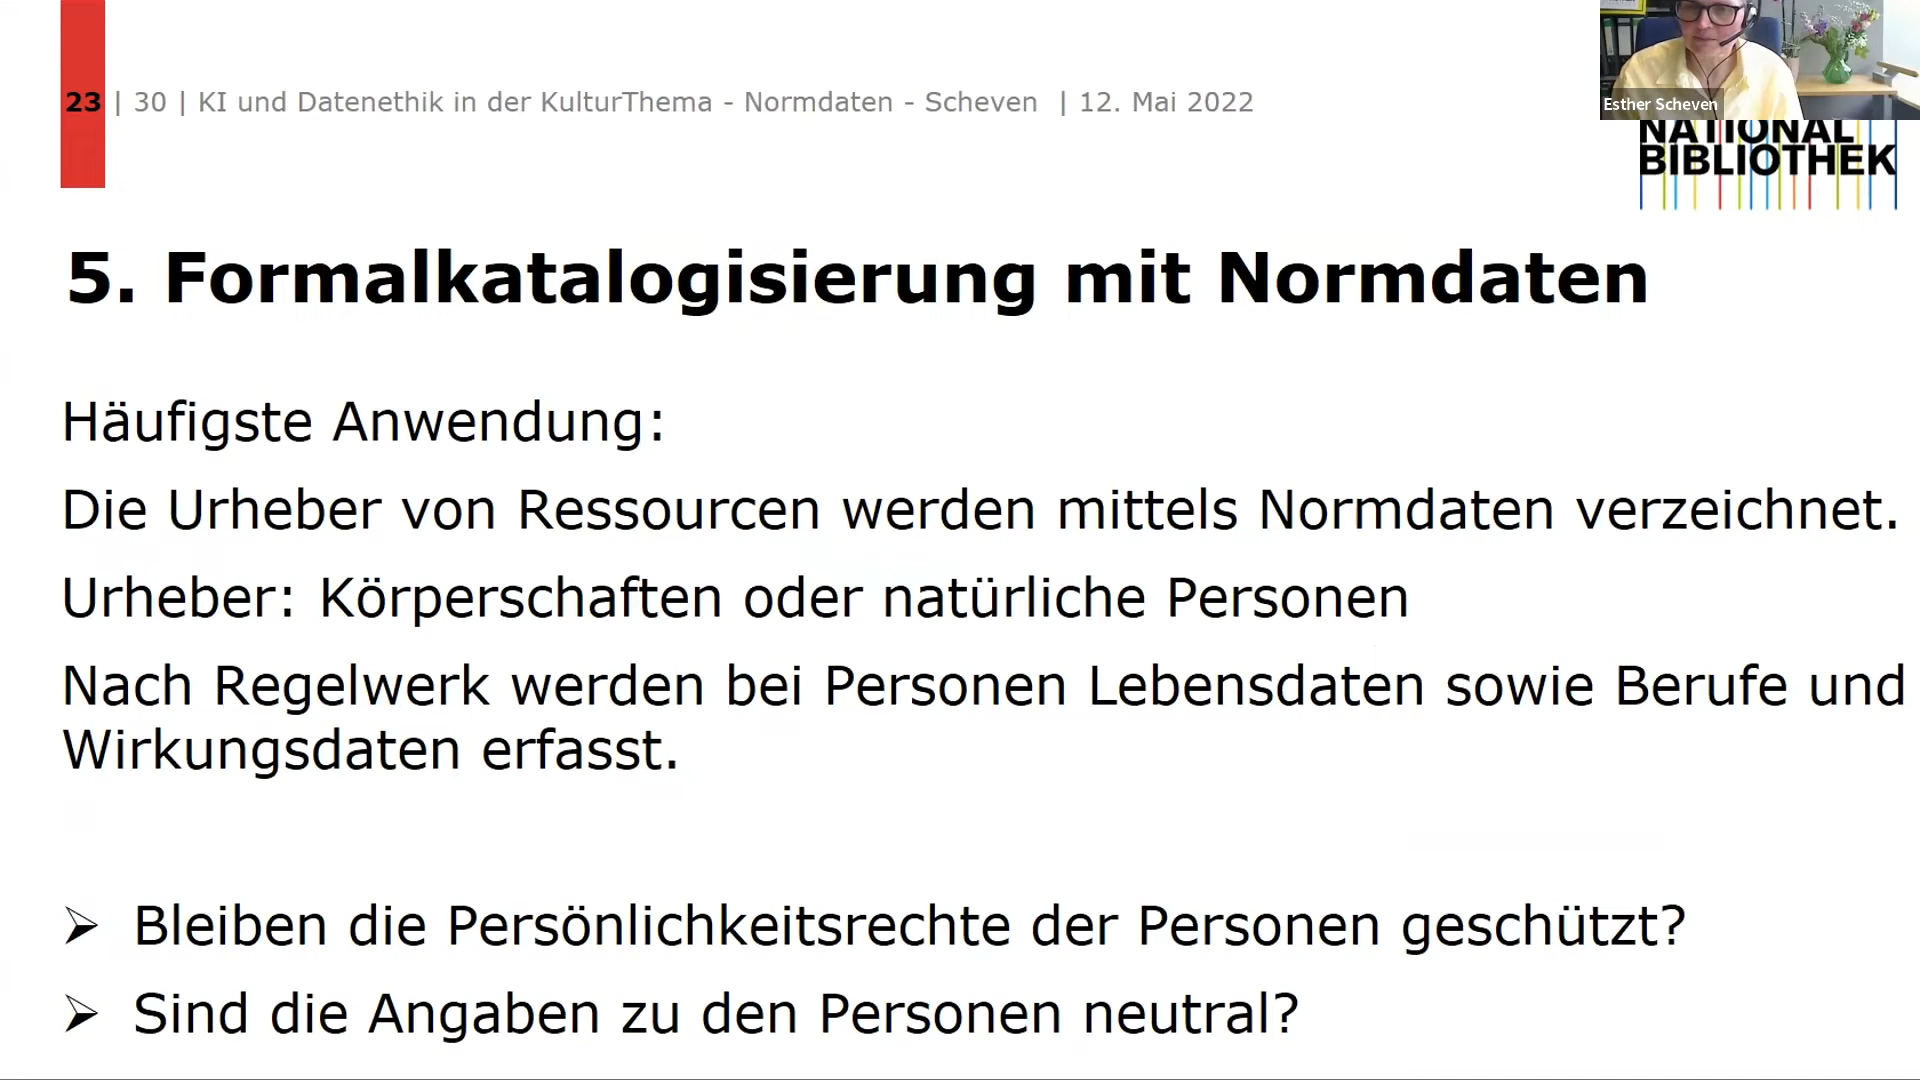 23 | 30 | KI und Datenethik in der KulturThema - Normdaten - Scheven | 12. Mai 2022
Esther Scheven
NATIONAL
BIBLIOTHEK
5. Formalkatalogisierung mit Normdaten
Häufigste Anwendung:
Die Urheber von Ressourcen werden mittels Normdaten verzeichnet.
Urheber: Körperschaften oder natürliche Personen
Nach Regelwerk werden bei Personen Lebensdaten sowie Berufe und
Wirkungsdaten erfasst.
➢ Bleiben die Persönlichkeitsrechte der Personen geschützt?
➢ Sind die Angaben zu den Personen neutral?